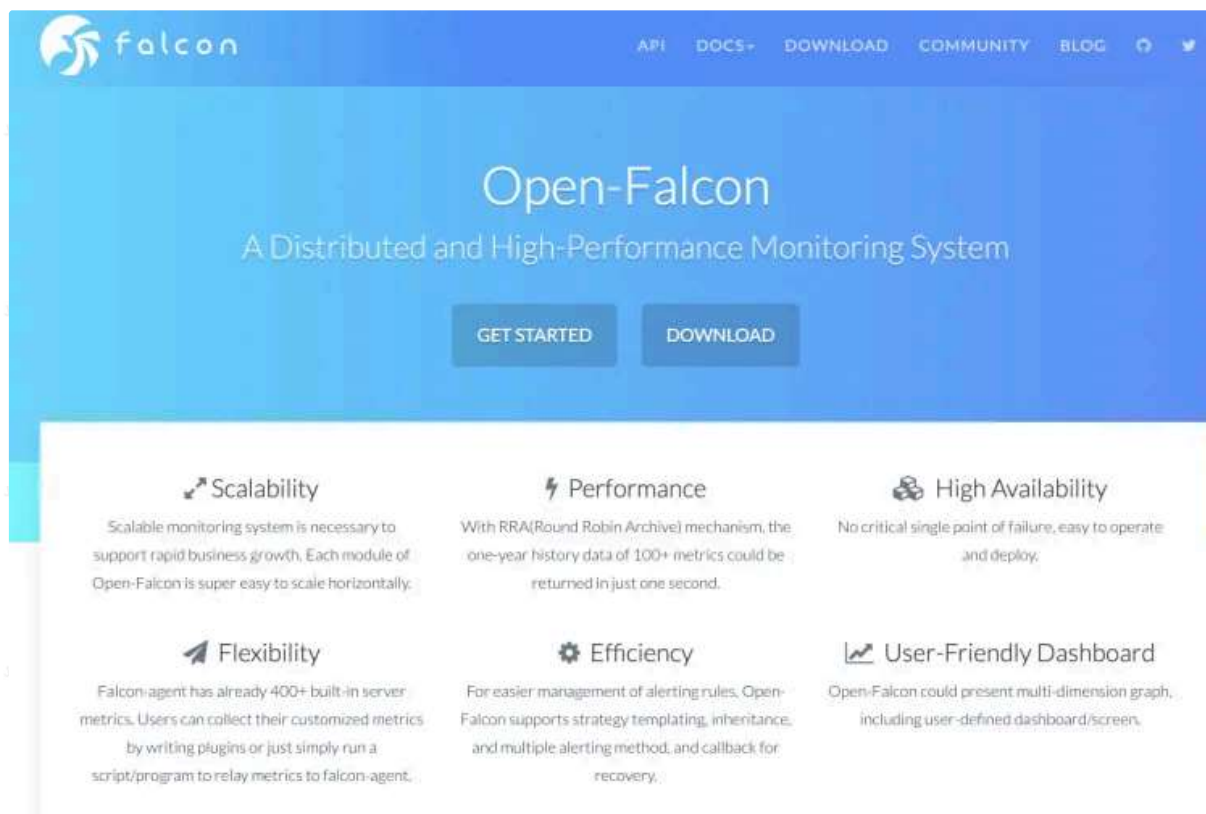 falcon
API DOCS DOWNLOAD COMMUNITY BLOG
Open-Falcon
A Distributed and High-Performance Monitoring System
GET STARTED DOWNLOAD
Scalability
Scalable monitoring system is necessary to
support rapid business growth. Each module of
Open-Falcon is super easy to scale horizontally.
Performance
With RRA(Round Robin Archive) mechanism, the
one-year history data of 100+ metrics could be
returned in just one second.
High Availability
No critical single point of failure, easy to operate
and deploy.
Flexibility
Falcon-agent has already 400+ built-in server
metrics. Users can collect their customized metrics
by writing plugins or just simply run a
script/program to relay metrics to falcon-agent.
Efficiency
For easier management of alerting rules, Open-
Falcon supports strategy templating, inheritance,
and multiple alerting method, and callback for
recovery.
User-Friendly Dashboard
Open-Falcon could present multi-dimension graph,
including user-defined dashboard/screen.